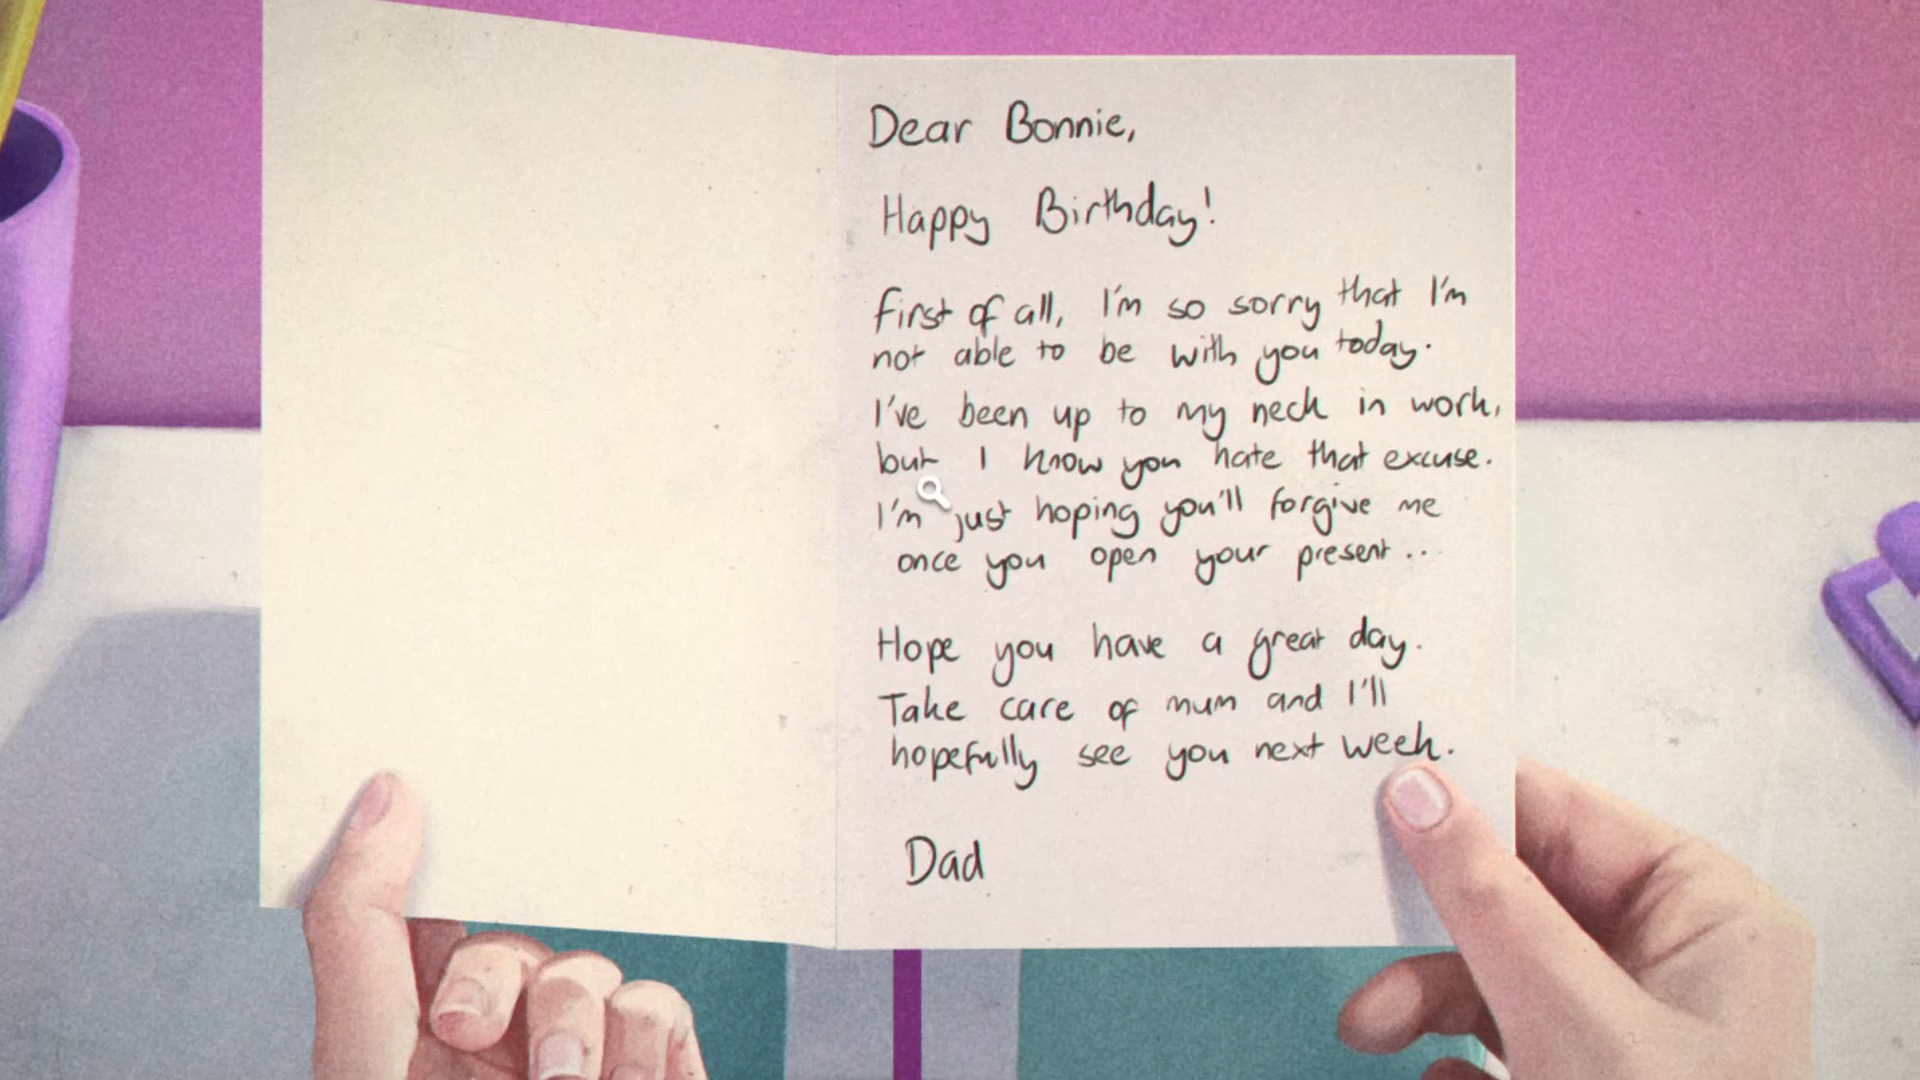 Dear Bonnie,
Happy Birthday!
First of all, I'm so sorry that I'm
not able to be with you today.
I've been up to my neck in work,
but I know you hate that excuse.
I'm just hoping you'll forgive me
once you open your present...
Hope you have a great day.
Take care of mum and I'll
hopefully see you next week.
Dad